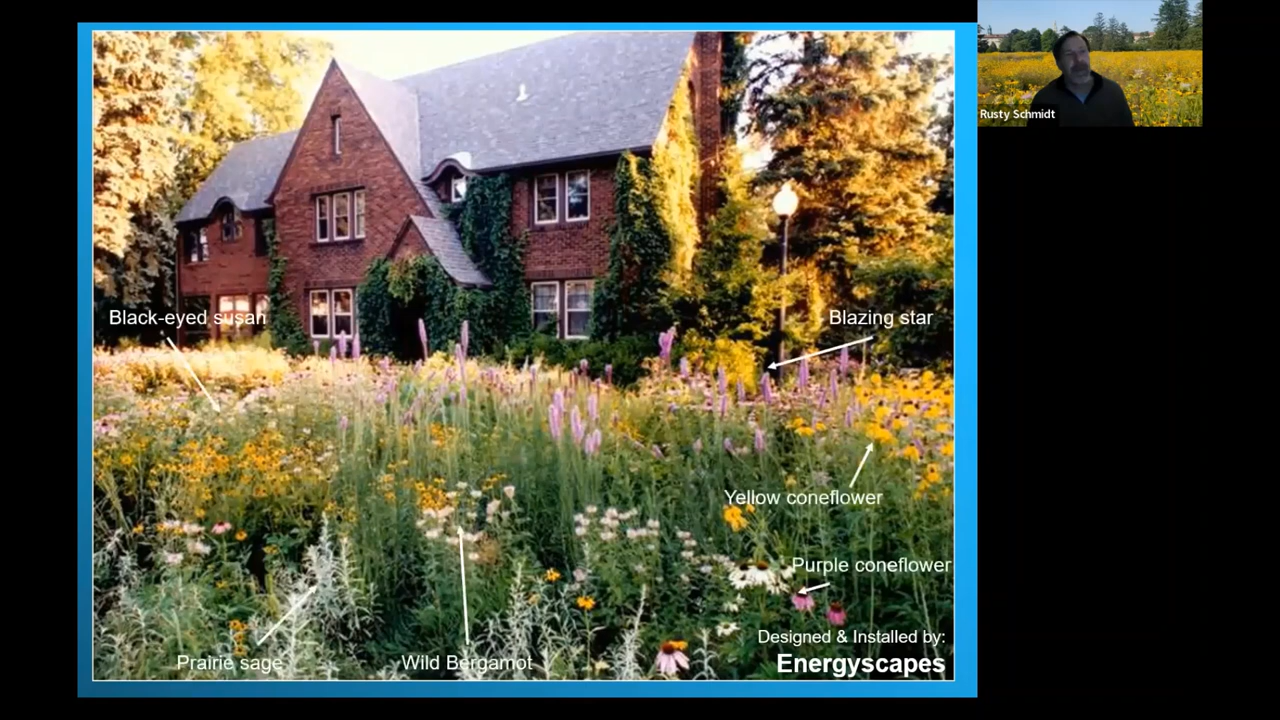 Rusty Schmidt
Black-eyed susan
Blazing star
Yellow coneflower
Purple coneflower
Prairie sage
Wild Bergamot
Designed & Installed by:
Energyscapes